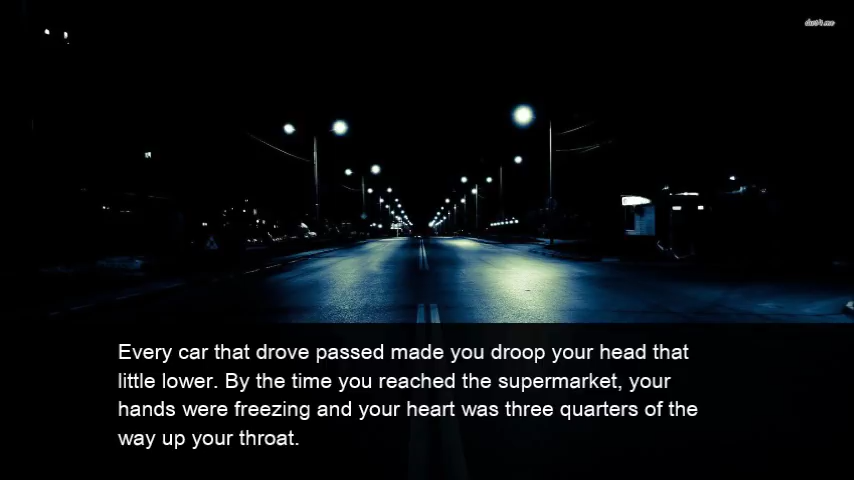 Every car that drove passed made you droop your head that
little lower. By the time you reached the supermarket, your
hands were freezing and your heart was three quarters of the
way up your throat.